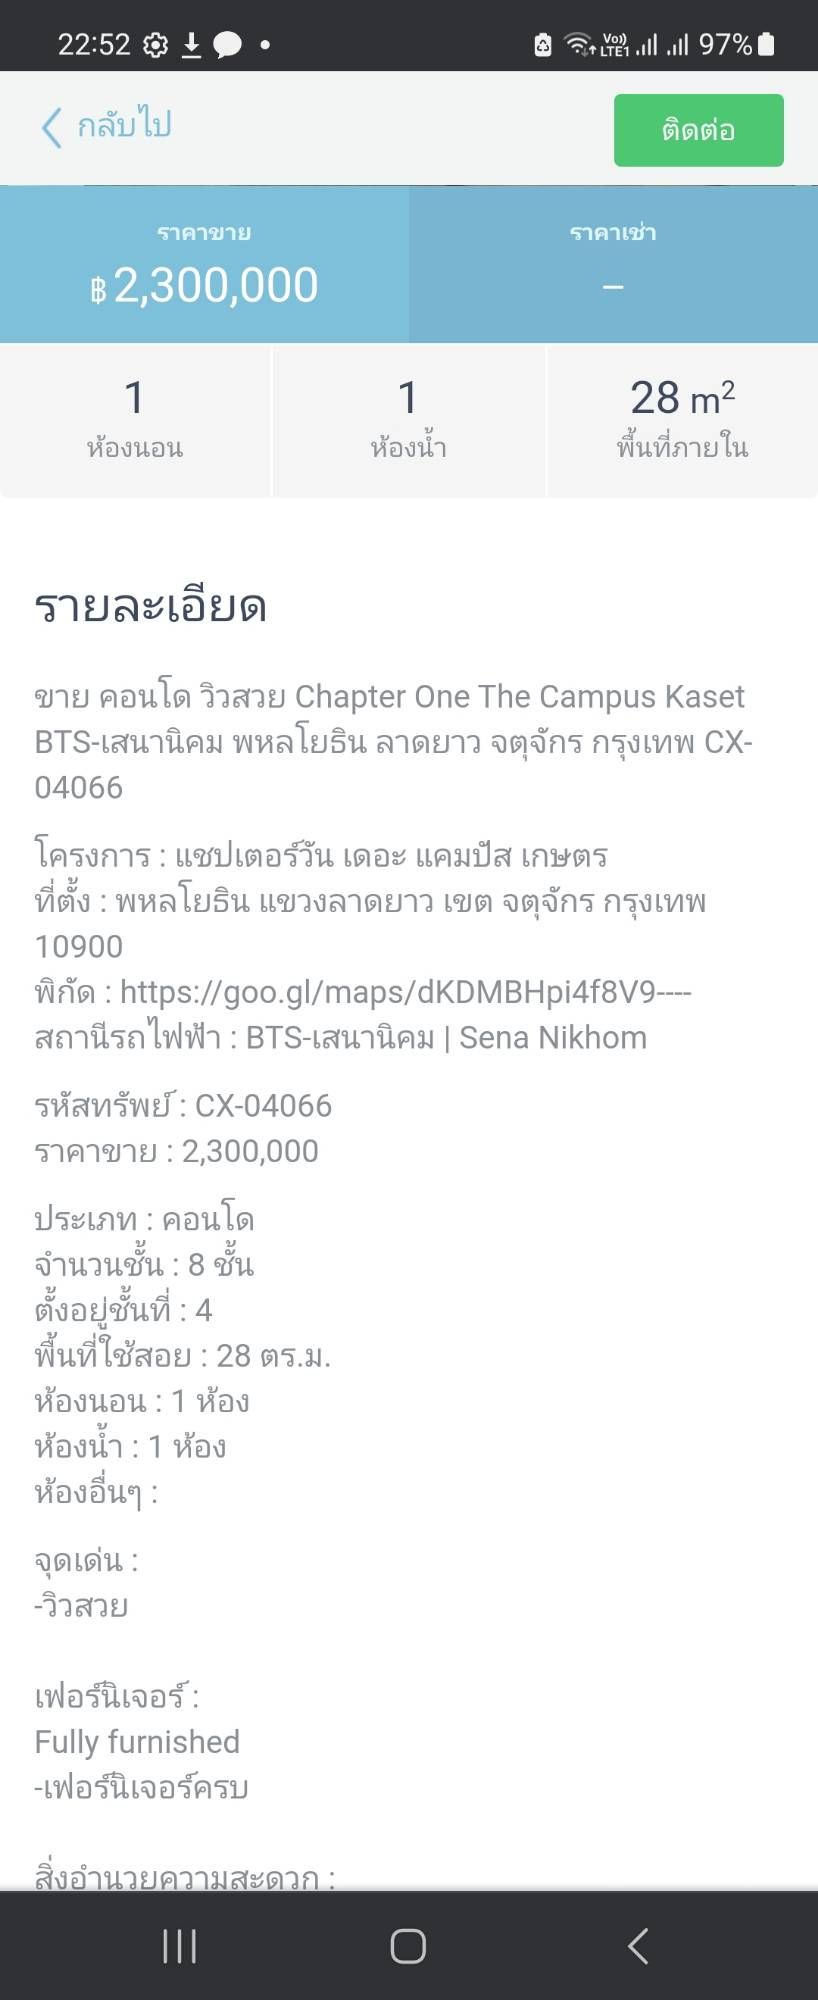 22:52
Vo))
LTE1
97%
กลับไป
ติดต่อ
ราคาขาย
ราคาเช่า
฿2,300,000
–
1
1
28 m²
ห้องนอน
ห้องน้ำ
พื้นที่ภายใน
รายละเอียด
ขาย คอนโด วิวสวย Chapter One The Campus Kaset
BTS-เสนานิคม พหลโยธิน ลาดยาว จตุจักร กรุงเทพ CX-
04066
โครงการ : แชปเตอร์วัน เดอะ แคมปัส เกษตร
ที่ตั้ง : พหลโยธิน แขวงลาดยาว เขต จตุจักร กรุงเทพ
10900
พิกัด : https://goo.gl/maps/dKDMBHpi4f8V9----
สถานีรถไฟฟ้า : BTS-เสนานิคม | Sena Nikhom
รหัสทรัพย์ : CX-04066
ราคาขาย : 2,300,000
ประเภท : คอนโด
จำนวนชั้น : 8 ชั้น
ตั้งอยู่ชั้นที่ : 4
พื้นที่ใช้สอย : 28 ตร.ม.
ห้องนอน : 1 ห้อง
ห้องน้ำ : 1 ห้อง
ห้องอื่นๆ :
จุดเด่น :
-วิวสวย
เฟอร์นิเจอร์ :
Fully furnished
-เฟอร์นิเจอร์ครบ
สิ่งอำนวยความสะดวก :